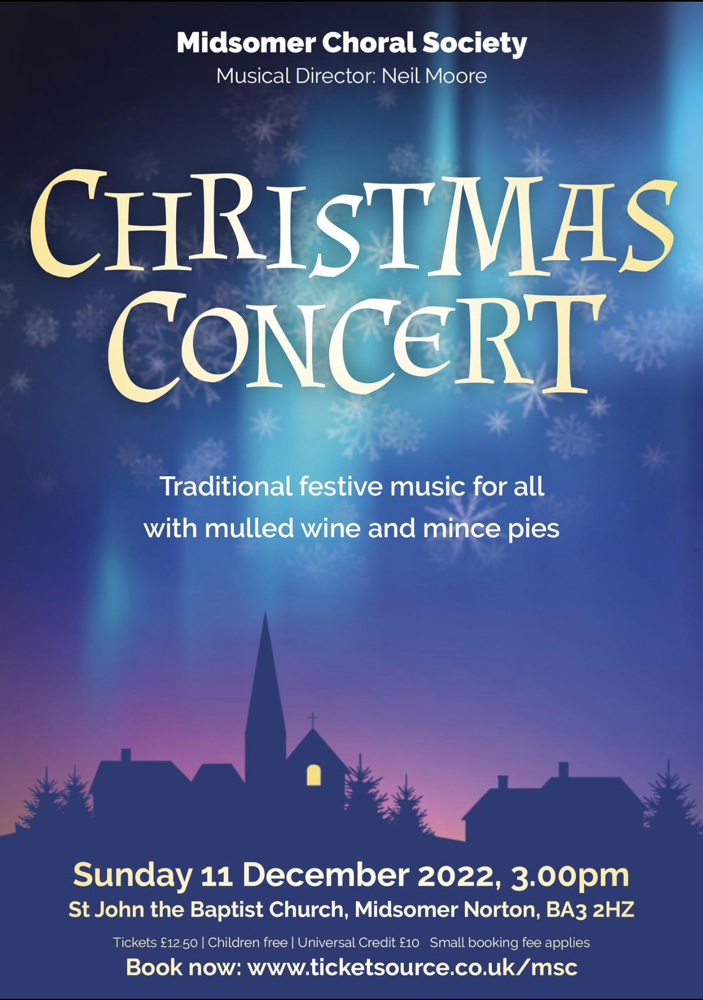 Midsomer Choral Society
Musical Director: Neil Moore
CHRISTMAS
CONCERT
Traditional festive music for all
with mulled wine and mince pies
Sunday 11 December 2022, 3.00pm
St John the Baptist Church, Midsomer Norton, BA3 2HZ
Tickets £12.50 | Children free | Universal Credit £10 Small booking fee applies
Book now: www.ticketsource.co.uk/msc